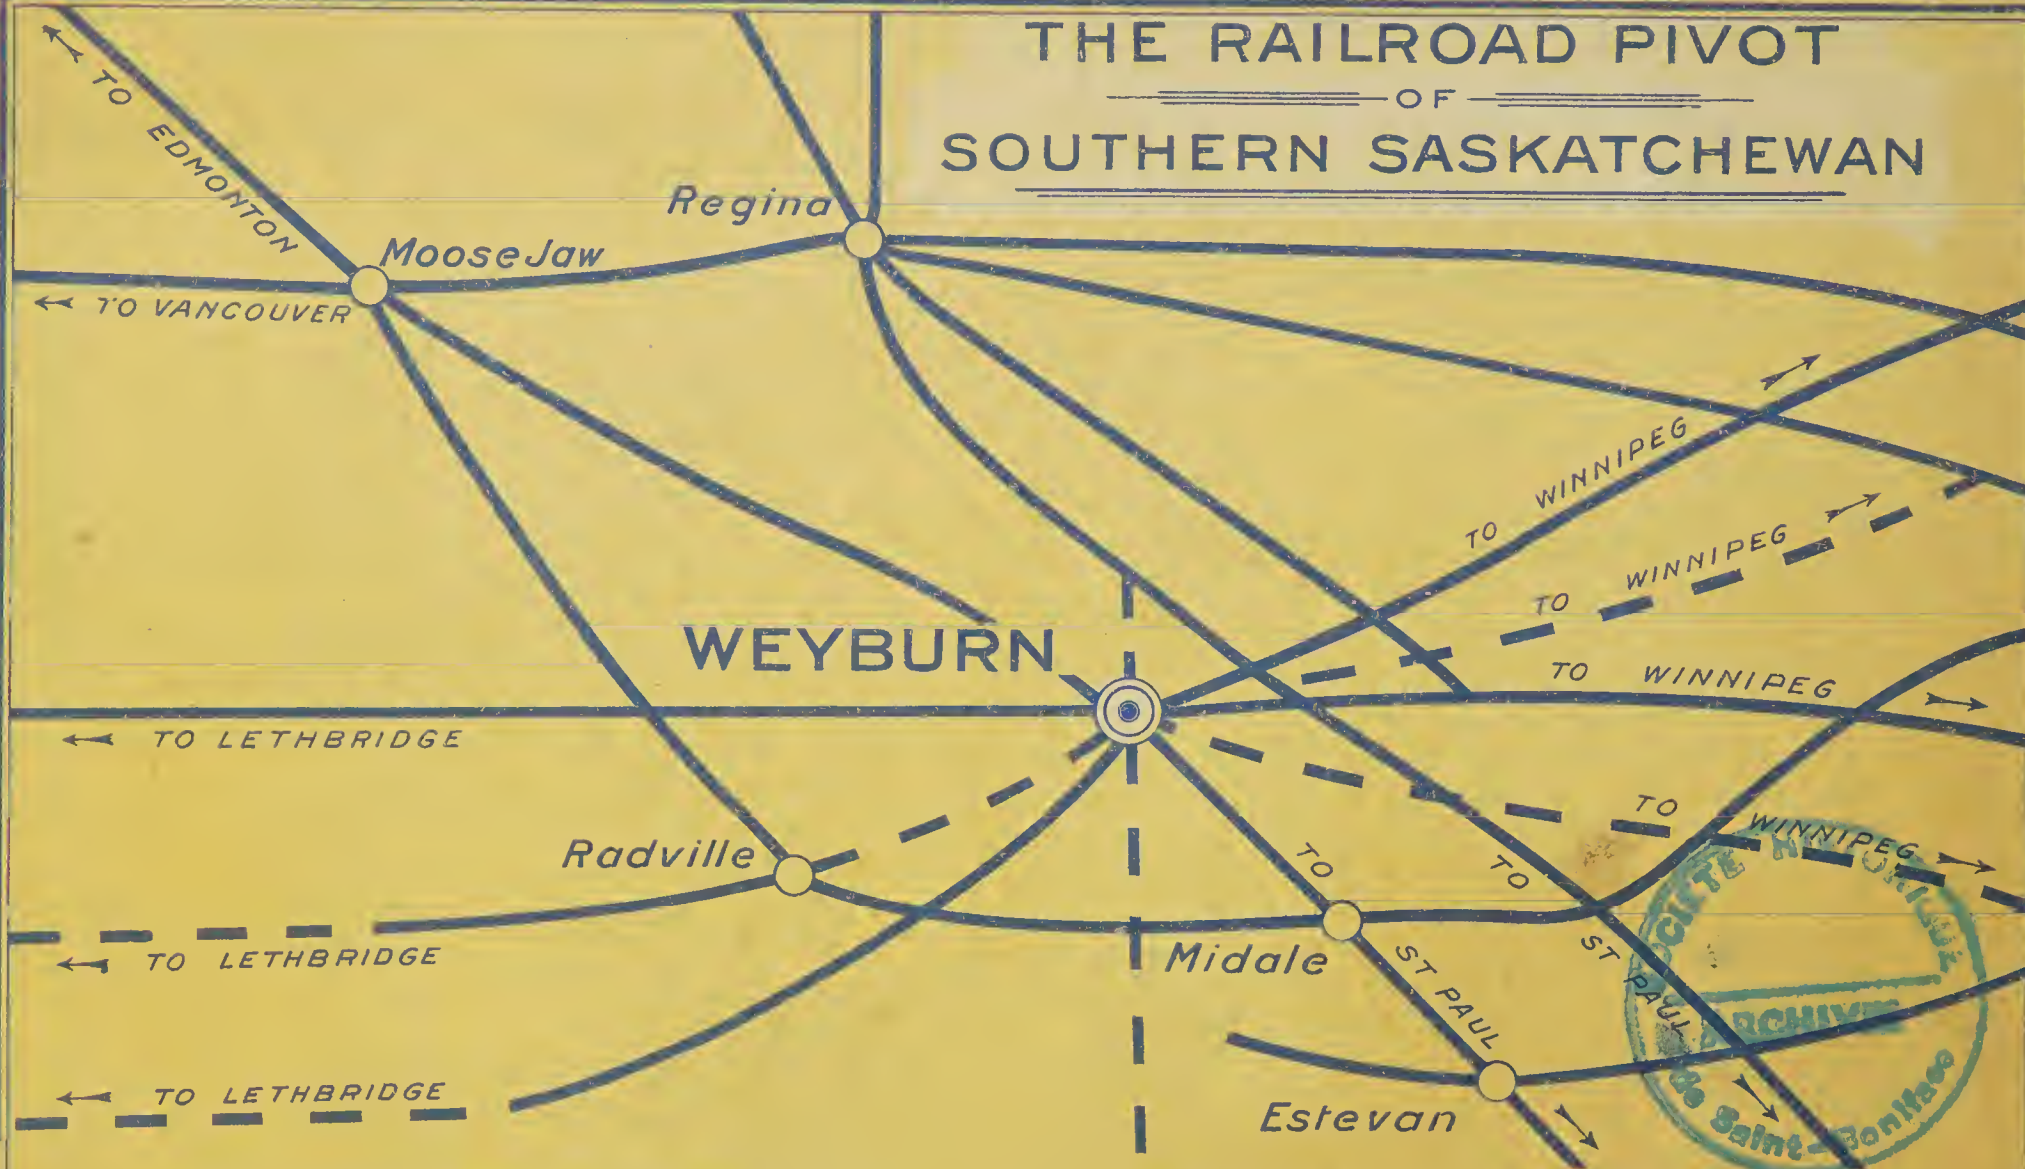 THE RAILROAD PIVOT
OF
SOUTHERN SASKATCHEWAN
TO EDMONTON
Regina
Moose Jaw
TO VANCOUVER
TO WINNIPEG
TO WINNIPEG
WEYBURN
TO WINNIPEG
TO LETHBRIDGE
TO WINNIPEG
Radville
TO LETHBRIDGE
Midale
TO ST PAUL
TO ST PAUL
TO LETHBRIDGE
Estevan
SOCIETE HISTORIQUE
ARCHIVES
de Saint-Boniface